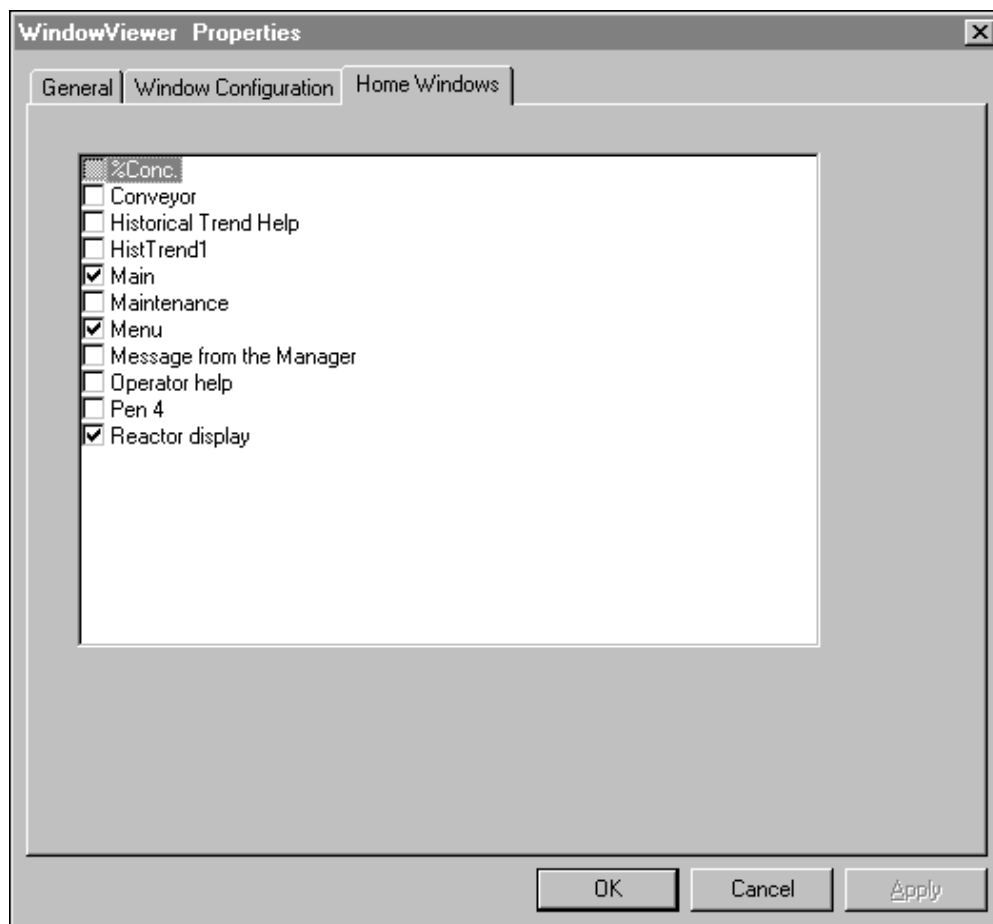 WindowViewer Properties
General Window Configuration Home Windows
%Conc.
Conveyor
Historical Trend Help
HistTrend1
Main
Maintenance
Menu
Message from the Manager
Operator help
Pen 4
Reactor display
OK Cancel Apply